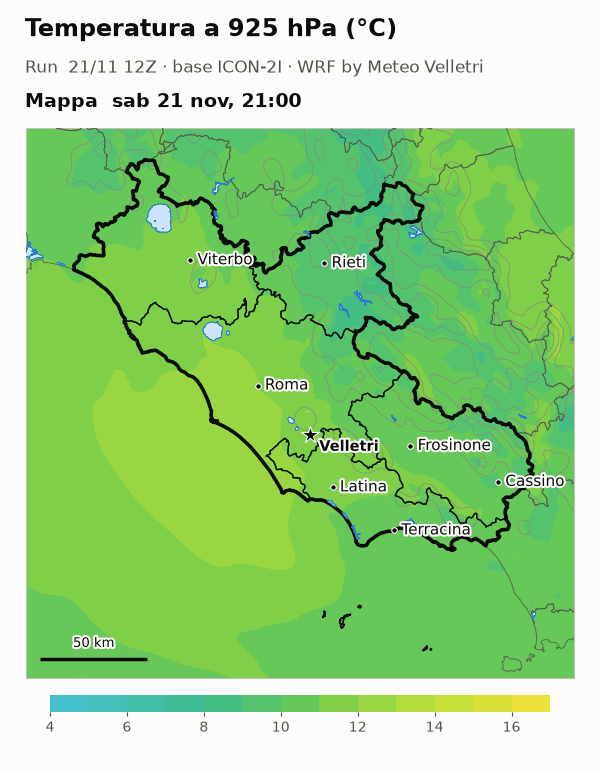 Temperatura a 925 hPa (°C)
Run  21/11 12Z · base ICON-2I · WRF by Meteo Velletri
Mappa  sab 21 nov, 21:00
Viterbo
Rieti
Roma
Velletri
Frosinone
Latina
Cassino
Terracina
50 km
4 6 8 10 12 14 16